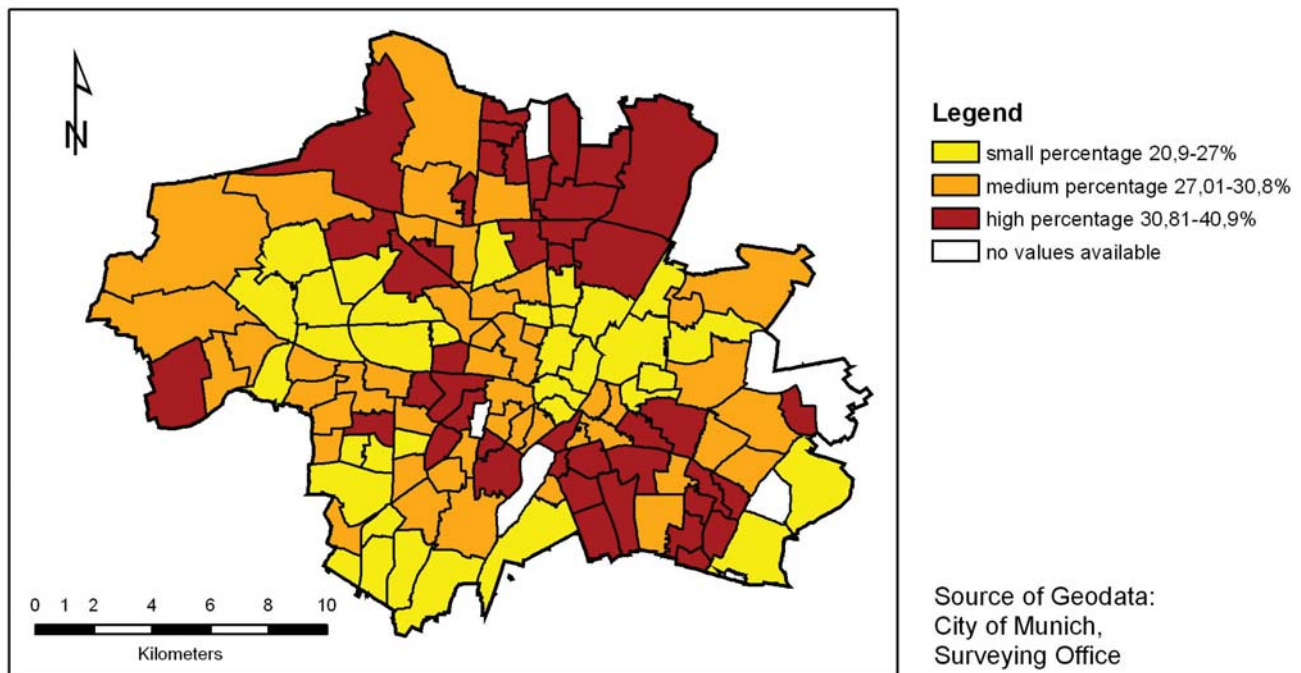 N
0 1 2 4 6 8 10
Kilometers
Legend
small percentage 20,9-27%
medium percentage 27,01-30,8%
high percentage 30,81-40,9%
no values available
Source of Geodata:
City of Munich,
Surveying Office